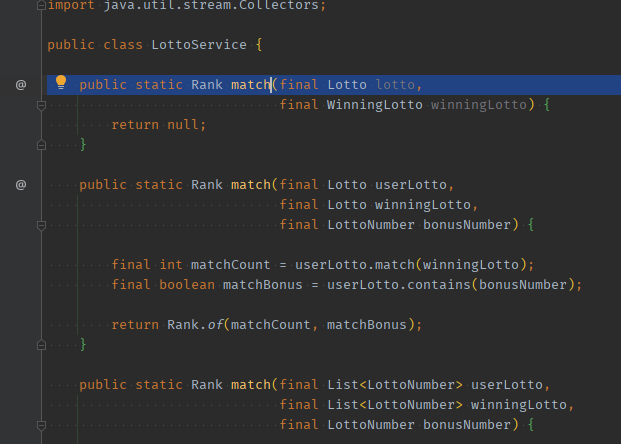 import java.util.stream.Collectors;
public class LottoService {
@ public static Rank match(final Lotto lotto,
final WinningLotto winningLotto) {
return null;
}
@ public static Rank match(final Lotto userLotto,
final Lotto winningLotto,
final LottoNumber bonusNumber) {
final int matchCount = userLotto.match(winningLotto);
final boolean matchBonus = userLotto.contains(bonusNumber);
return Rank.of(matchCount, matchBonus);
}
public static Rank match(final List<LottoNumber> userLotto,
final List<LottoNumber> winningLotto,
final LottoNumber bonusNumber) {